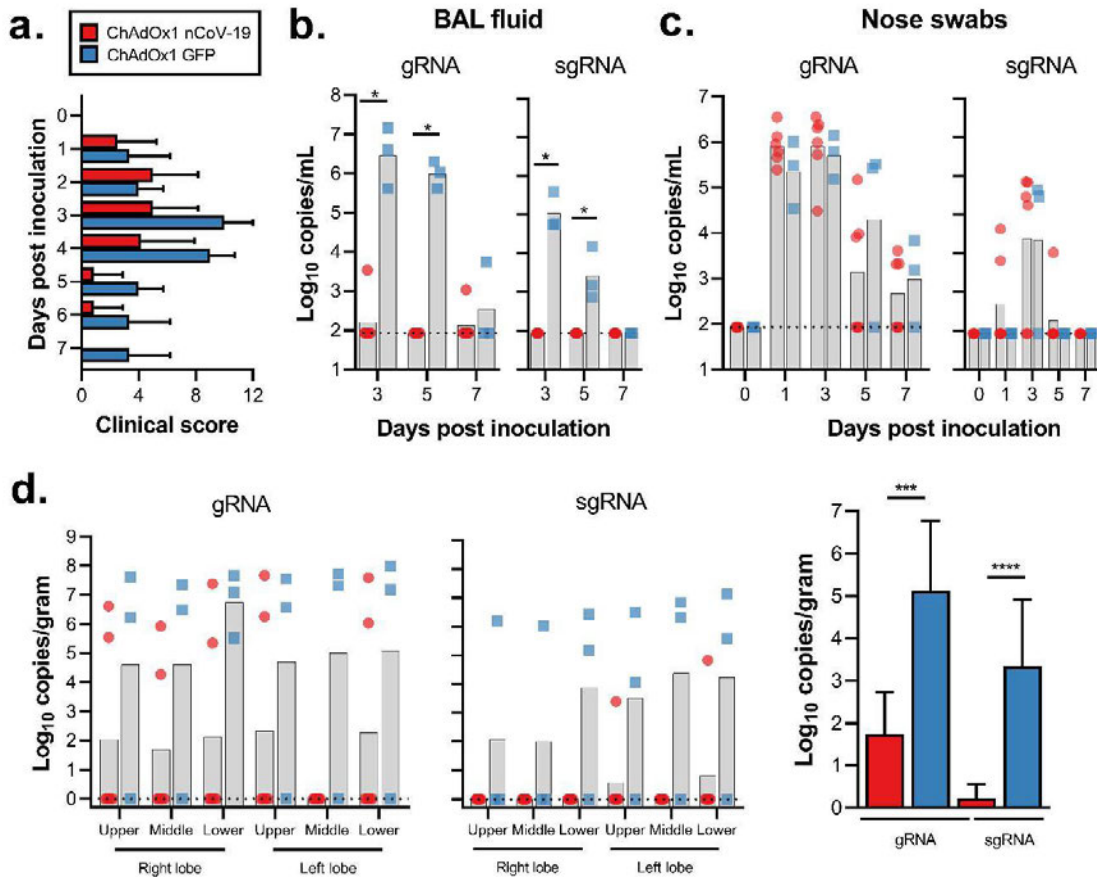 a.
ChAdOx1 nCoV-19
ChAdOx1 GFP
Days post inoculation
0
1
2
3
4
5
6
7
0 4 8 12
Clinical score
b.
BAL fluid
gRNA
sgRNA
Log10 copies/mL
8
7
6
5
4
3
2
1
*
*
*
*
3 5 7
3 5 7
Days post inoculation
c.
Nose swabs
gRNA
sgRNA
Log10 copies/mL
7
6
5
4
3
2
1
0 1 3 5 7
0 1 3 5 7
Days post inoculation
d.
gRNA
Log10 copies/gram
9
8
7
6
5
4
3
2
1
0
Upper Middle Lower Upper Middle Lower
Right lobe Left lobe
sgRNA
Upper Middle Lower Upper Middle Lower
Right lobe Left lobe
Log10 copies/gram
7
6
5
4
3
2
1
0
***
****
gRNA sgRNA